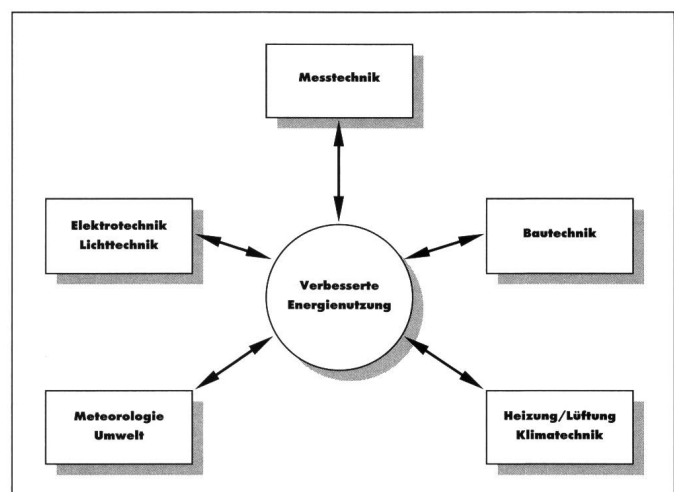 Messtechnik
Elektrotechnik
Lichttechnik
Bautechnik
Verbesserte
Energienutzung
Meteorologie
Umwelt
Heizung/Lüftung
Klimatechnik